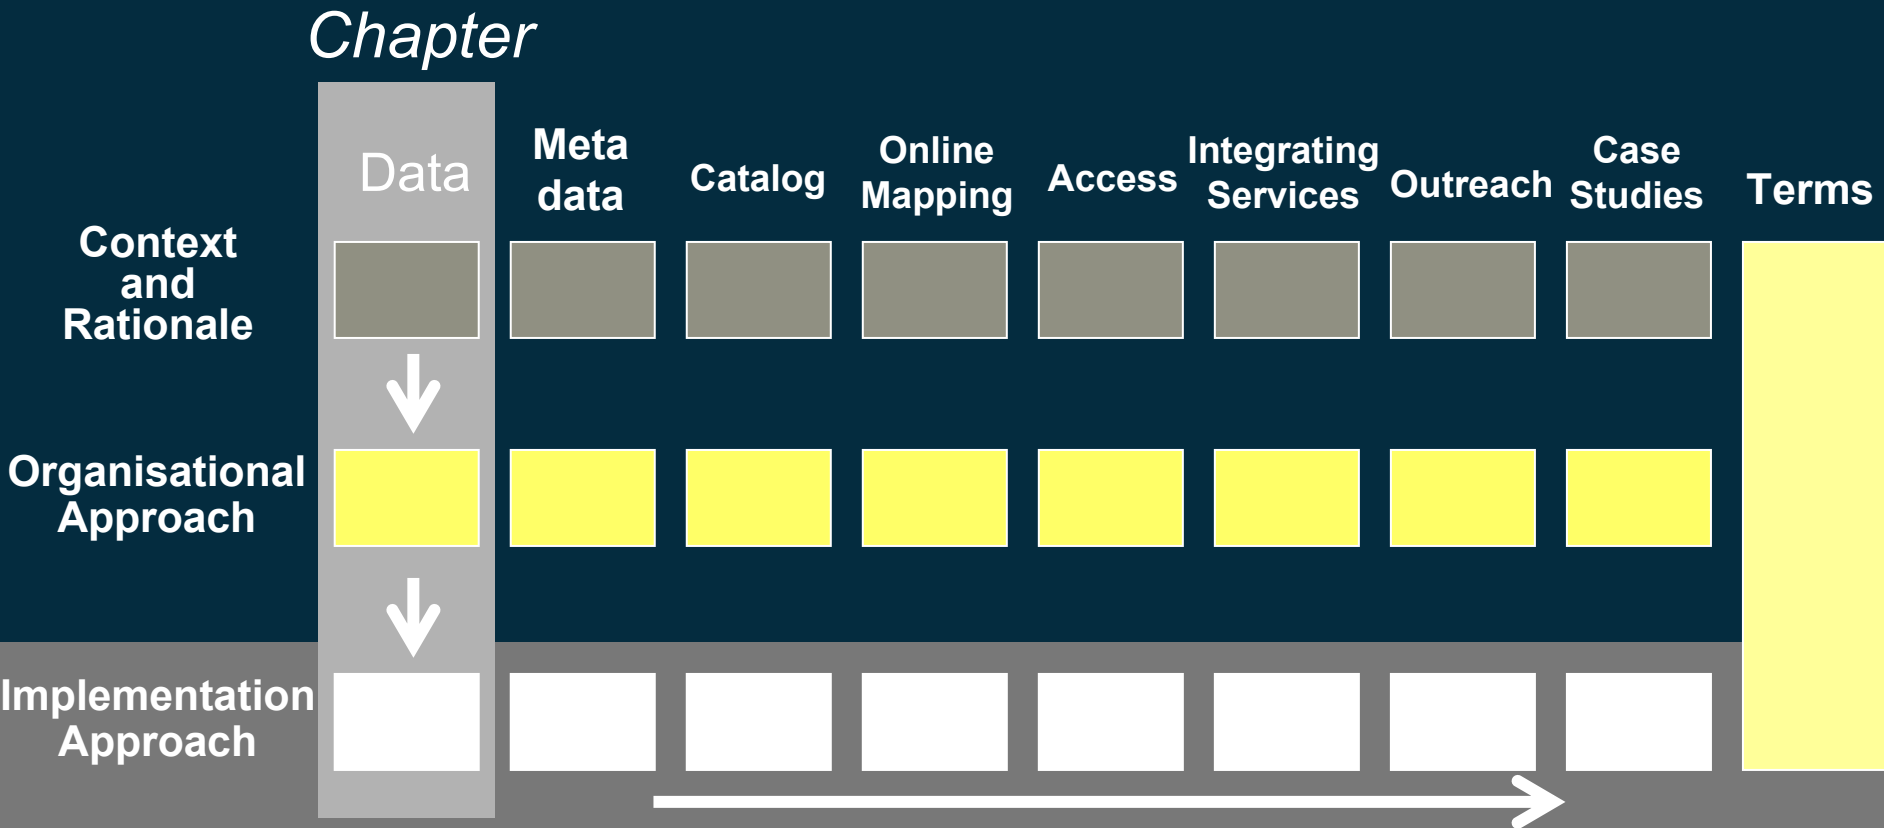 Chapter
Data
Meta
data
Catalog
Online
Mapping
Access
Integrating
Services
Outreach
Case
Studies
Terms
Context
and
Rationale
Organisational
Approach
Implementation
Approach